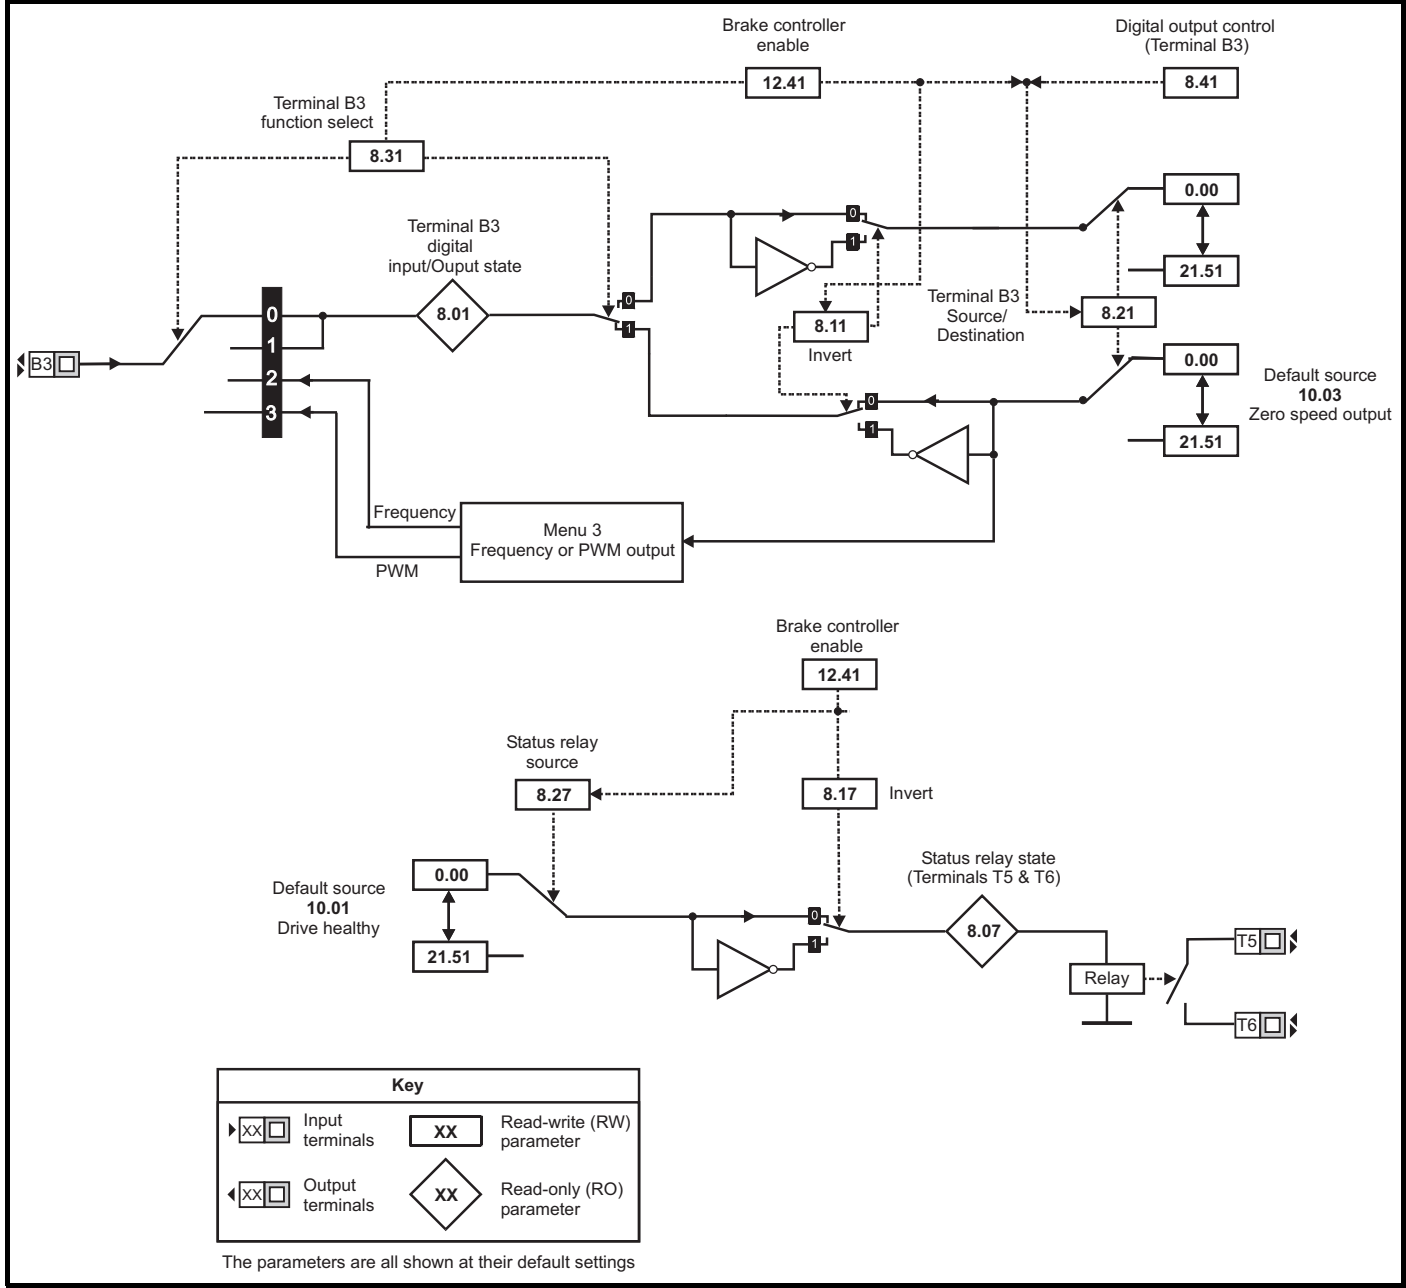 Brake controller
enable
12.41
Digital output control
(Terminal B3)
8.41
Terminal B3
function select
8.31
Terminal B3
digital
input/Ouput state
8.01
B3
0
1
2
3
0
1
0
1
8.11
Invert
Terminal B3
Source/
Destination
8.21
0.00
21.51
0.00
21.51
Default source
10.03
Zero speed output
0
1
Frequency
PWM
Menu 3
Frequency or PWM output
Brake controller
enable
12.41
Status relay
source
8.27
8.17
Invert
Default source
10.01
Drive healthy
0.00
21.51
0
1
Status relay state
(Terminals T5 & T6)
8.07
Relay
T5
T6
Key
XX
Input
terminals
XX
Read-write (RW)
parameter
XX
Output
terminals
XX
Read-only (RO)
parameter
The parameters are all shown at their default settings